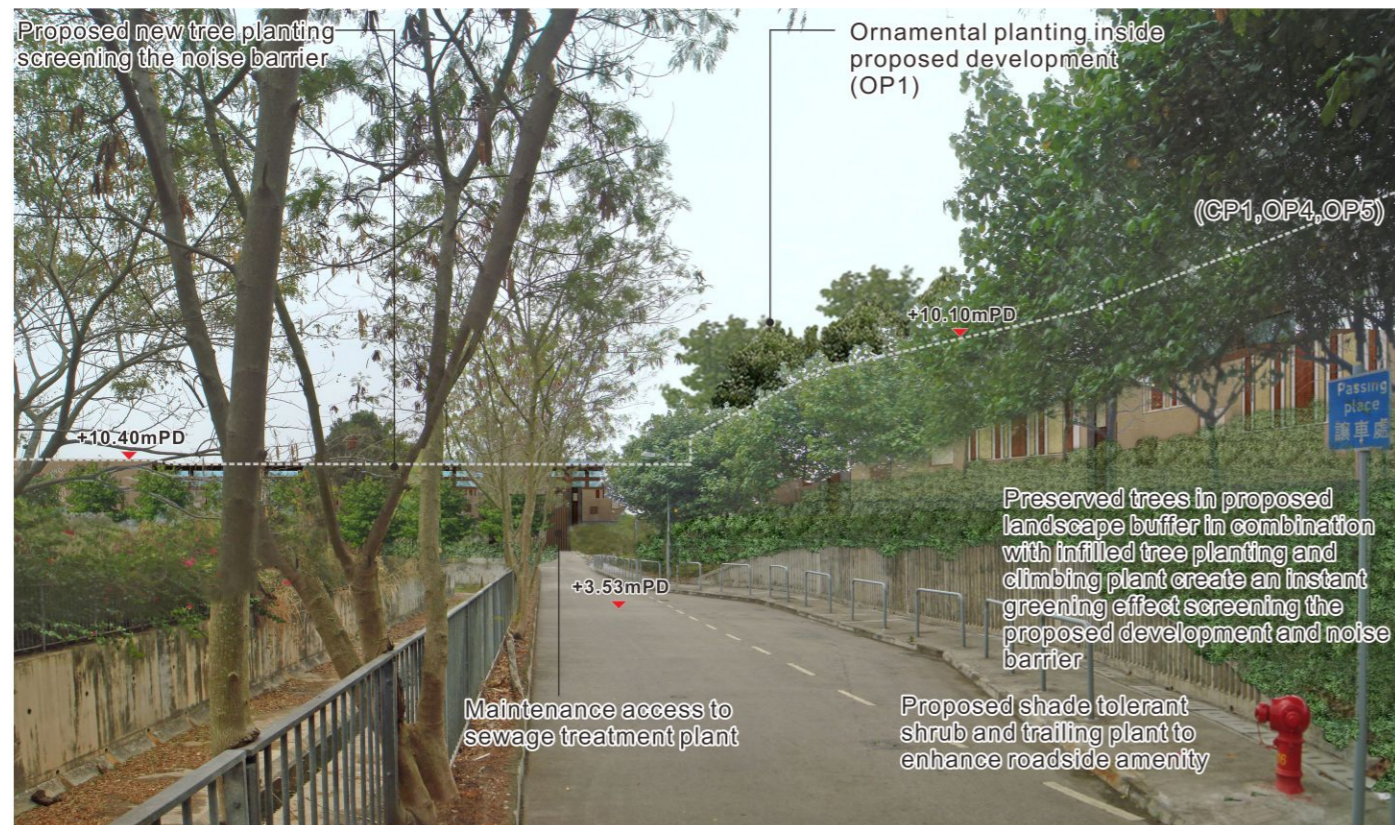 Proposed new tree planting
screening the noise barrier
Ornamental planting inside
proposed development
(OP1)
(CP1,OP4,OP5)
+10.10mPD
+10.40mPD
Passing
place
讓車處
Preserved trees in proposed
landscape buffer in combination
with infilled tree planting and
climbing plant create an instant
greening effect screening the
proposed development and noise
barrier
+3.53mPD
Maintenance access to
sewage treatment plant
Proposed shade tolerant
shrub and trailing plant to
enhance roadside amenity